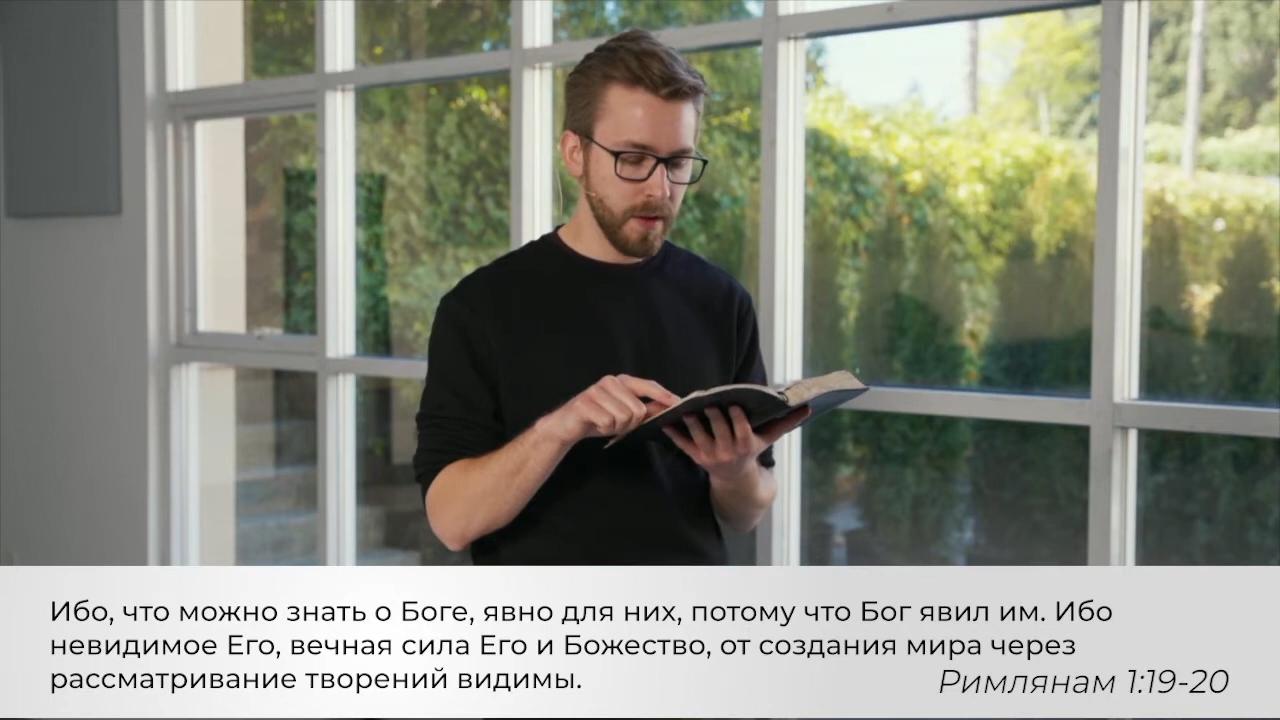 Ибо, что можно знать о Боге, явно для них, потому что Бог явил им. Ибо
невидимое Его, вечная сила Его и Божество, от создания мира через
рассматривание творений видимы.
Римлянам 1:19-20